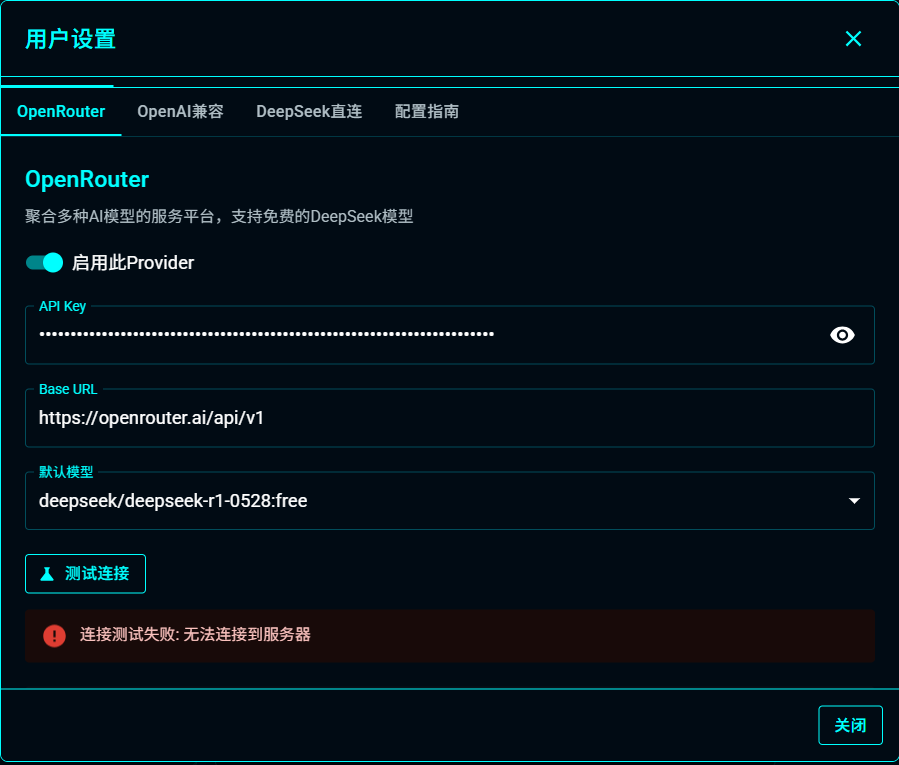 用户设置
OpenRouter OpenAI兼容 DeepSeek直连 配置指南
OpenRouter
聚合多种AI模型的服务平台，支持免费的DeepSeek模型
启用此Provider
API Key
Base URL
https://openrouter.ai/api/v1
默认模型
deepseek/deepseek-r1-0528:free
测试连接
连接测试失败: 无法连接到服务器
关闭